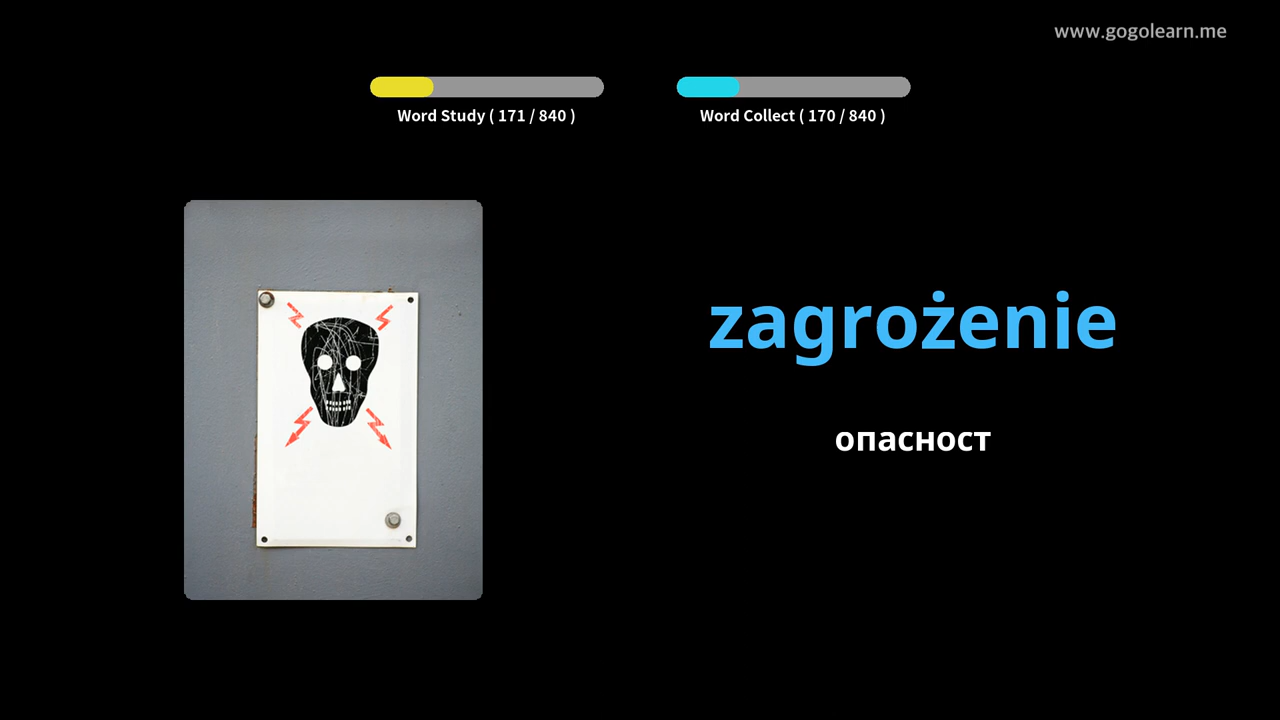 www.gogolearn.me
Word Study ( 171 / 840 )
Word Collect ( 170 / 840 )
zagrożenie
опасност